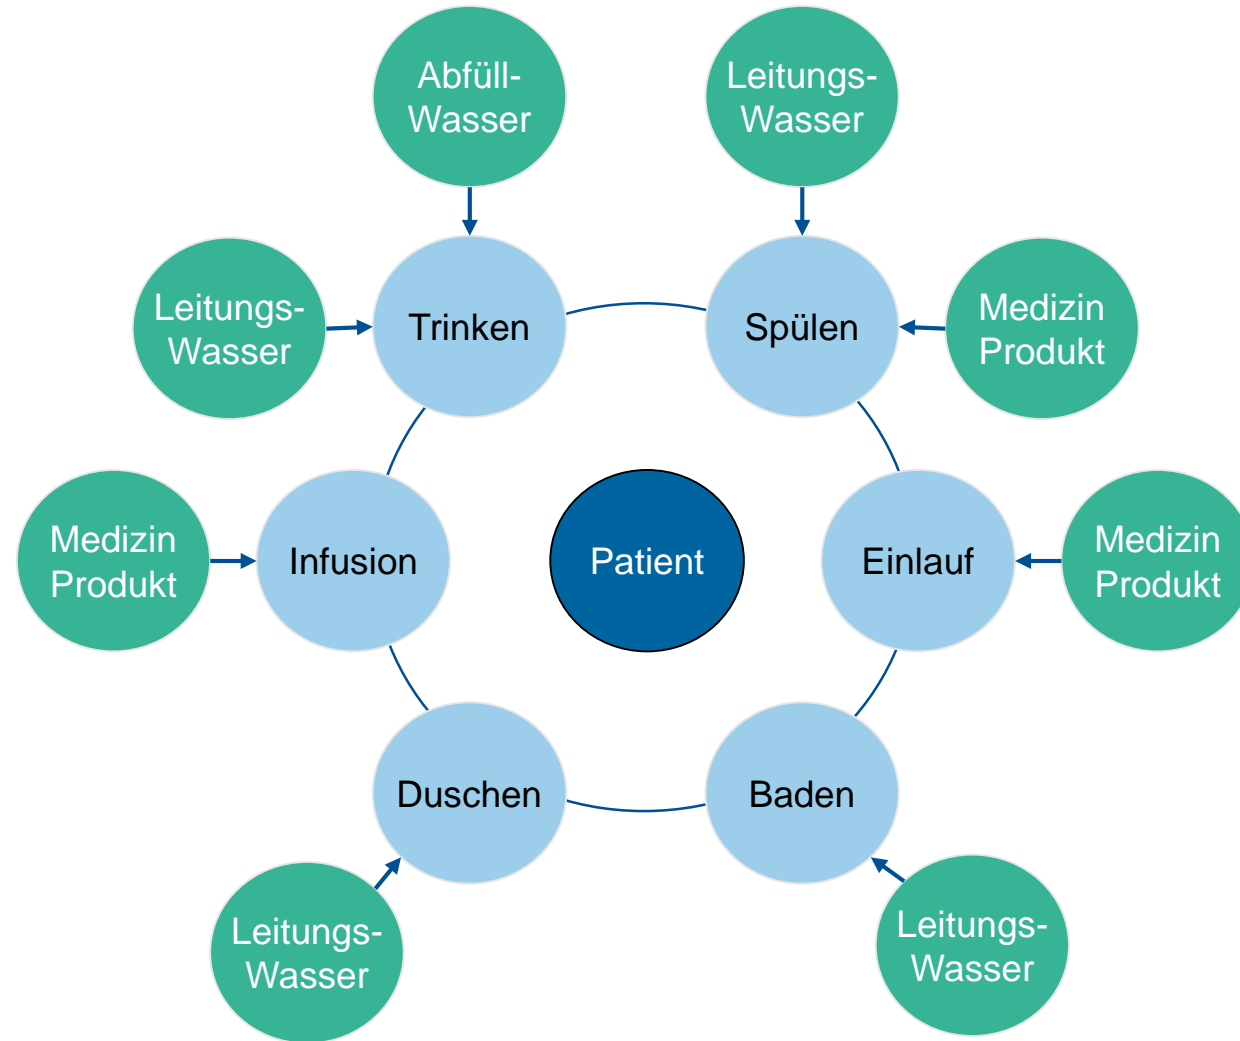 Abfüll-
Wasser
Leitungs-
Wasser
Leitungs-
Wasser
Trinken
Spülen
Medizin
Produkt
Medizin
Produkt
Infusion
Patient
Einlauf
Medizin
Produkt
Duschen
Baden
Leitungs-
Wasser
Leitungs-
Wasser